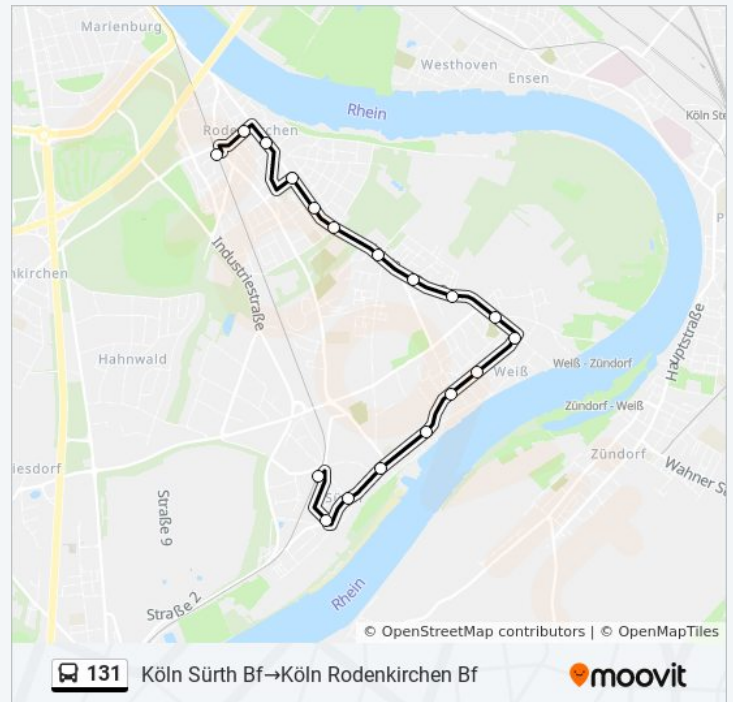 Marienburg
Westhoven
Ensen
Rhein
Köln Ste
Rodenkirchen
nkirchen
Industriestraße
Hahnwald
Hauptstraße
Weiß - Zündorf
Weiß
Zündorf - Weiß
Zündorf
Wahner S
iesdorf
Straße 9
Straße 2
Rhein
© OpenStreetMap contributors | © OpenMapTiles
131 Köln Sürth Bf→Köln Rodenkirchen Bf moovit